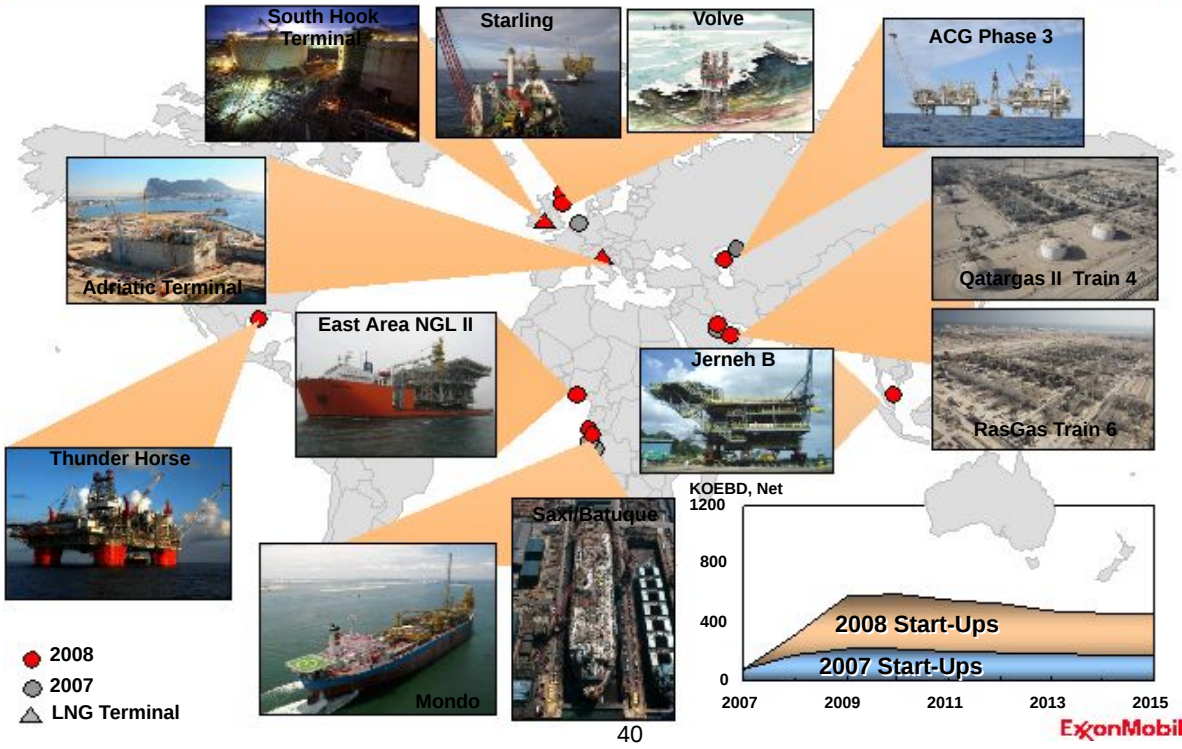 South Hook
Terminal
Starling
Volve
ACG Phase 3
Adriatic Terminal
Qatargas II Train 4
East Area NGL II
Jerneh B
RasGas Train 6
Thunder Horse
Saxi/Batuque
Mondo
KOEBD, Net
1200
800
400
0
2008 Start-Ups
2007 Start-Ups
2007
2009
2011
2013
2015
2008
2007
LNG Terminal
40
ExxonMobil